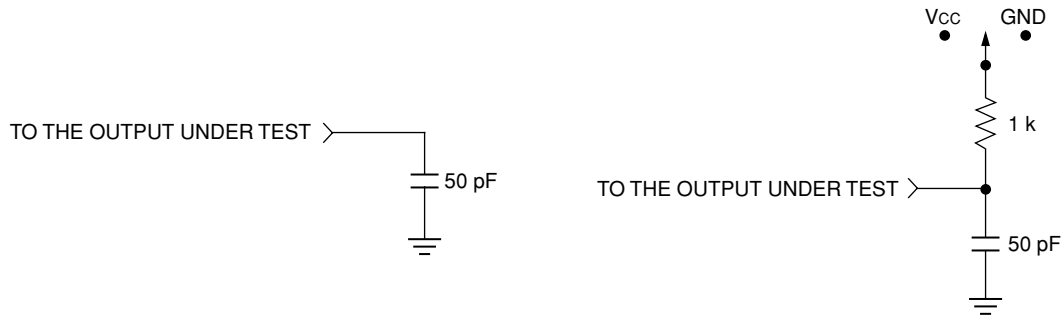 TO THE OUTPUT UNDER TEST
50 pF
VCC GND
1 k
TO THE OUTPUT UNDER TEST
50 pF